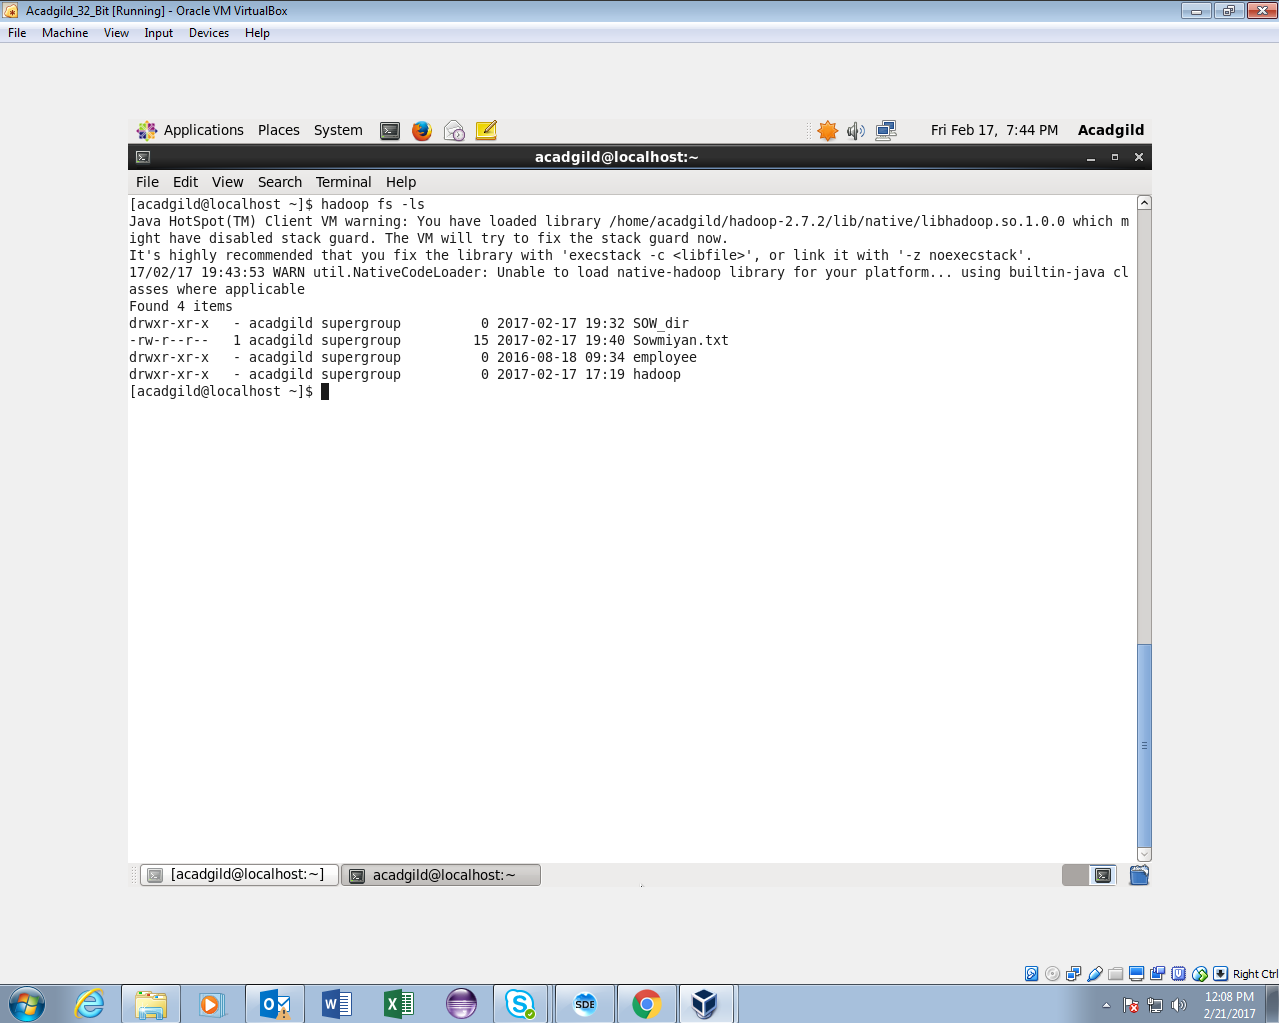 Acadgild_32_Bit [Running] - Oracle VM VirtualBox
File Machine View Input Devices Help
Applications Places System Fri Feb 17, 7:44 PM Acadgild
acadgild@localhost:~
File Edit View Search Terminal Help
[acadgild@localhost ~]$ hadoop fs -ls
Java HotSpot(TM) Client VM warning: You have loaded library /home/acadgild/hadoop-2.7.2/lib/native/libhadoop.so.1.0.0 which m
ight have disabled stack guard. The VM will try to fix the stack guard now.
It's highly recommended that you fix the library with 'execstack -c <libfile>', or link it with '-z noexecstack'.
17/02/17 19:43:53 WARN util.NativeCodeLoader: Unable to load native-hadoop library for your platform... using builtin-java cl
asses where applicable
Found 4 items
drwxr-xr-x   - acadgild supergroup          0 2017-02-17 19:32 SOW_dir
-rw-r--r--   1 acadgild supergroup         15 2017-02-17 19:40 Sowmiyan.txt
drwxr-xr-x   - acadgild supergroup          0 2016-08-18 09:34 employee
drwxr-xr-x   - acadgild supergroup          0 2017-02-17 17:19 hadoop
[acadgild@localhost ~]$
[acadgild@localhost:~] acadgild@localhost:~
Right Ctrl
SDE
12:08 PM
2/21/2017